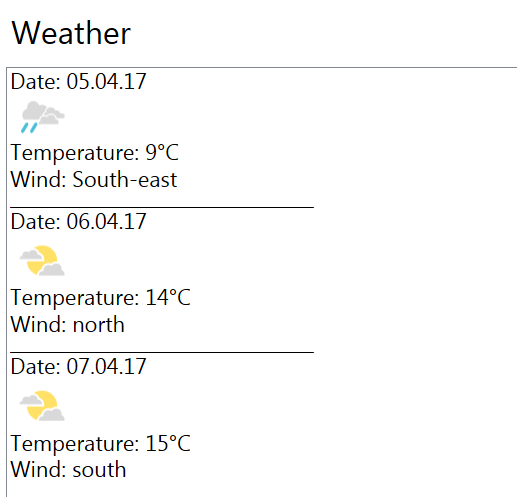 Weather
Date: 05.04.17
Temperature: 9°C
Wind: South-east
Date: 06.04.17
Temperature: 14°C
Wind: north
Date: 07.04.17
Temperature: 15°C
Wind: south